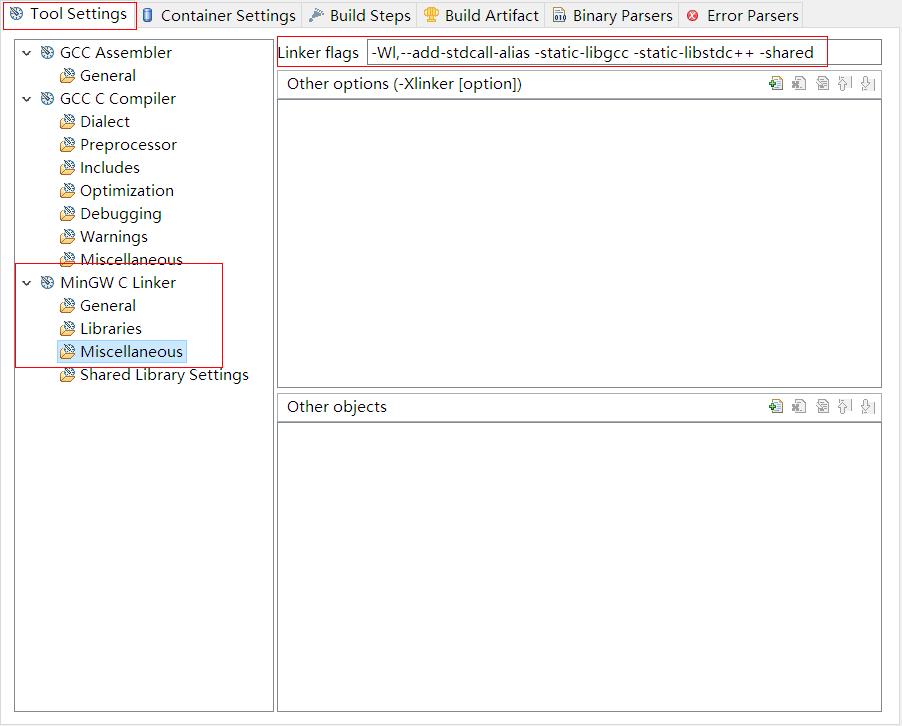 Tool Settings Container Settings Build Steps Build Artifact Binary Parsers Error Parsers
GCC Assembler
General
GCC C Compiler
Dialect
Preprocessor
Includes
Optimization
Debugging
Warnings
Miscellaneous
MinGW C Linker
General
Libraries
Miscellaneous
Shared Library Settings
Linker flags -Wl,--add-stdcall-alias -static-libgcc -static-libstdc++ -shared
Other options (-Xlinker [option])
Other objects